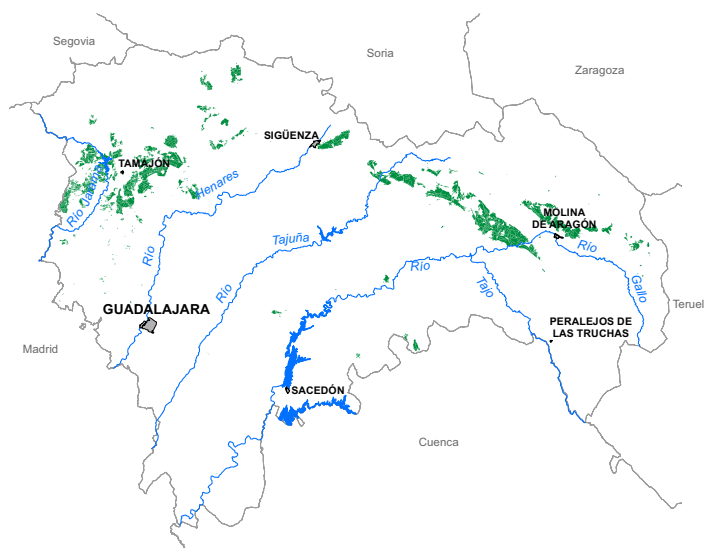 Segovia
Soria
Zaragoza
SIGÜENZA
TAMAJÓN
Río Jarama
Henares
Río
MOLINA
DE ARAGÓN
Tajuña
Río
Río
Río
Gallo
Tajo
GUADALAJARA
Teruel
PERALEJOS DE
LAS TRUCHAS
Madrid
SACEDÓN
Cuenca